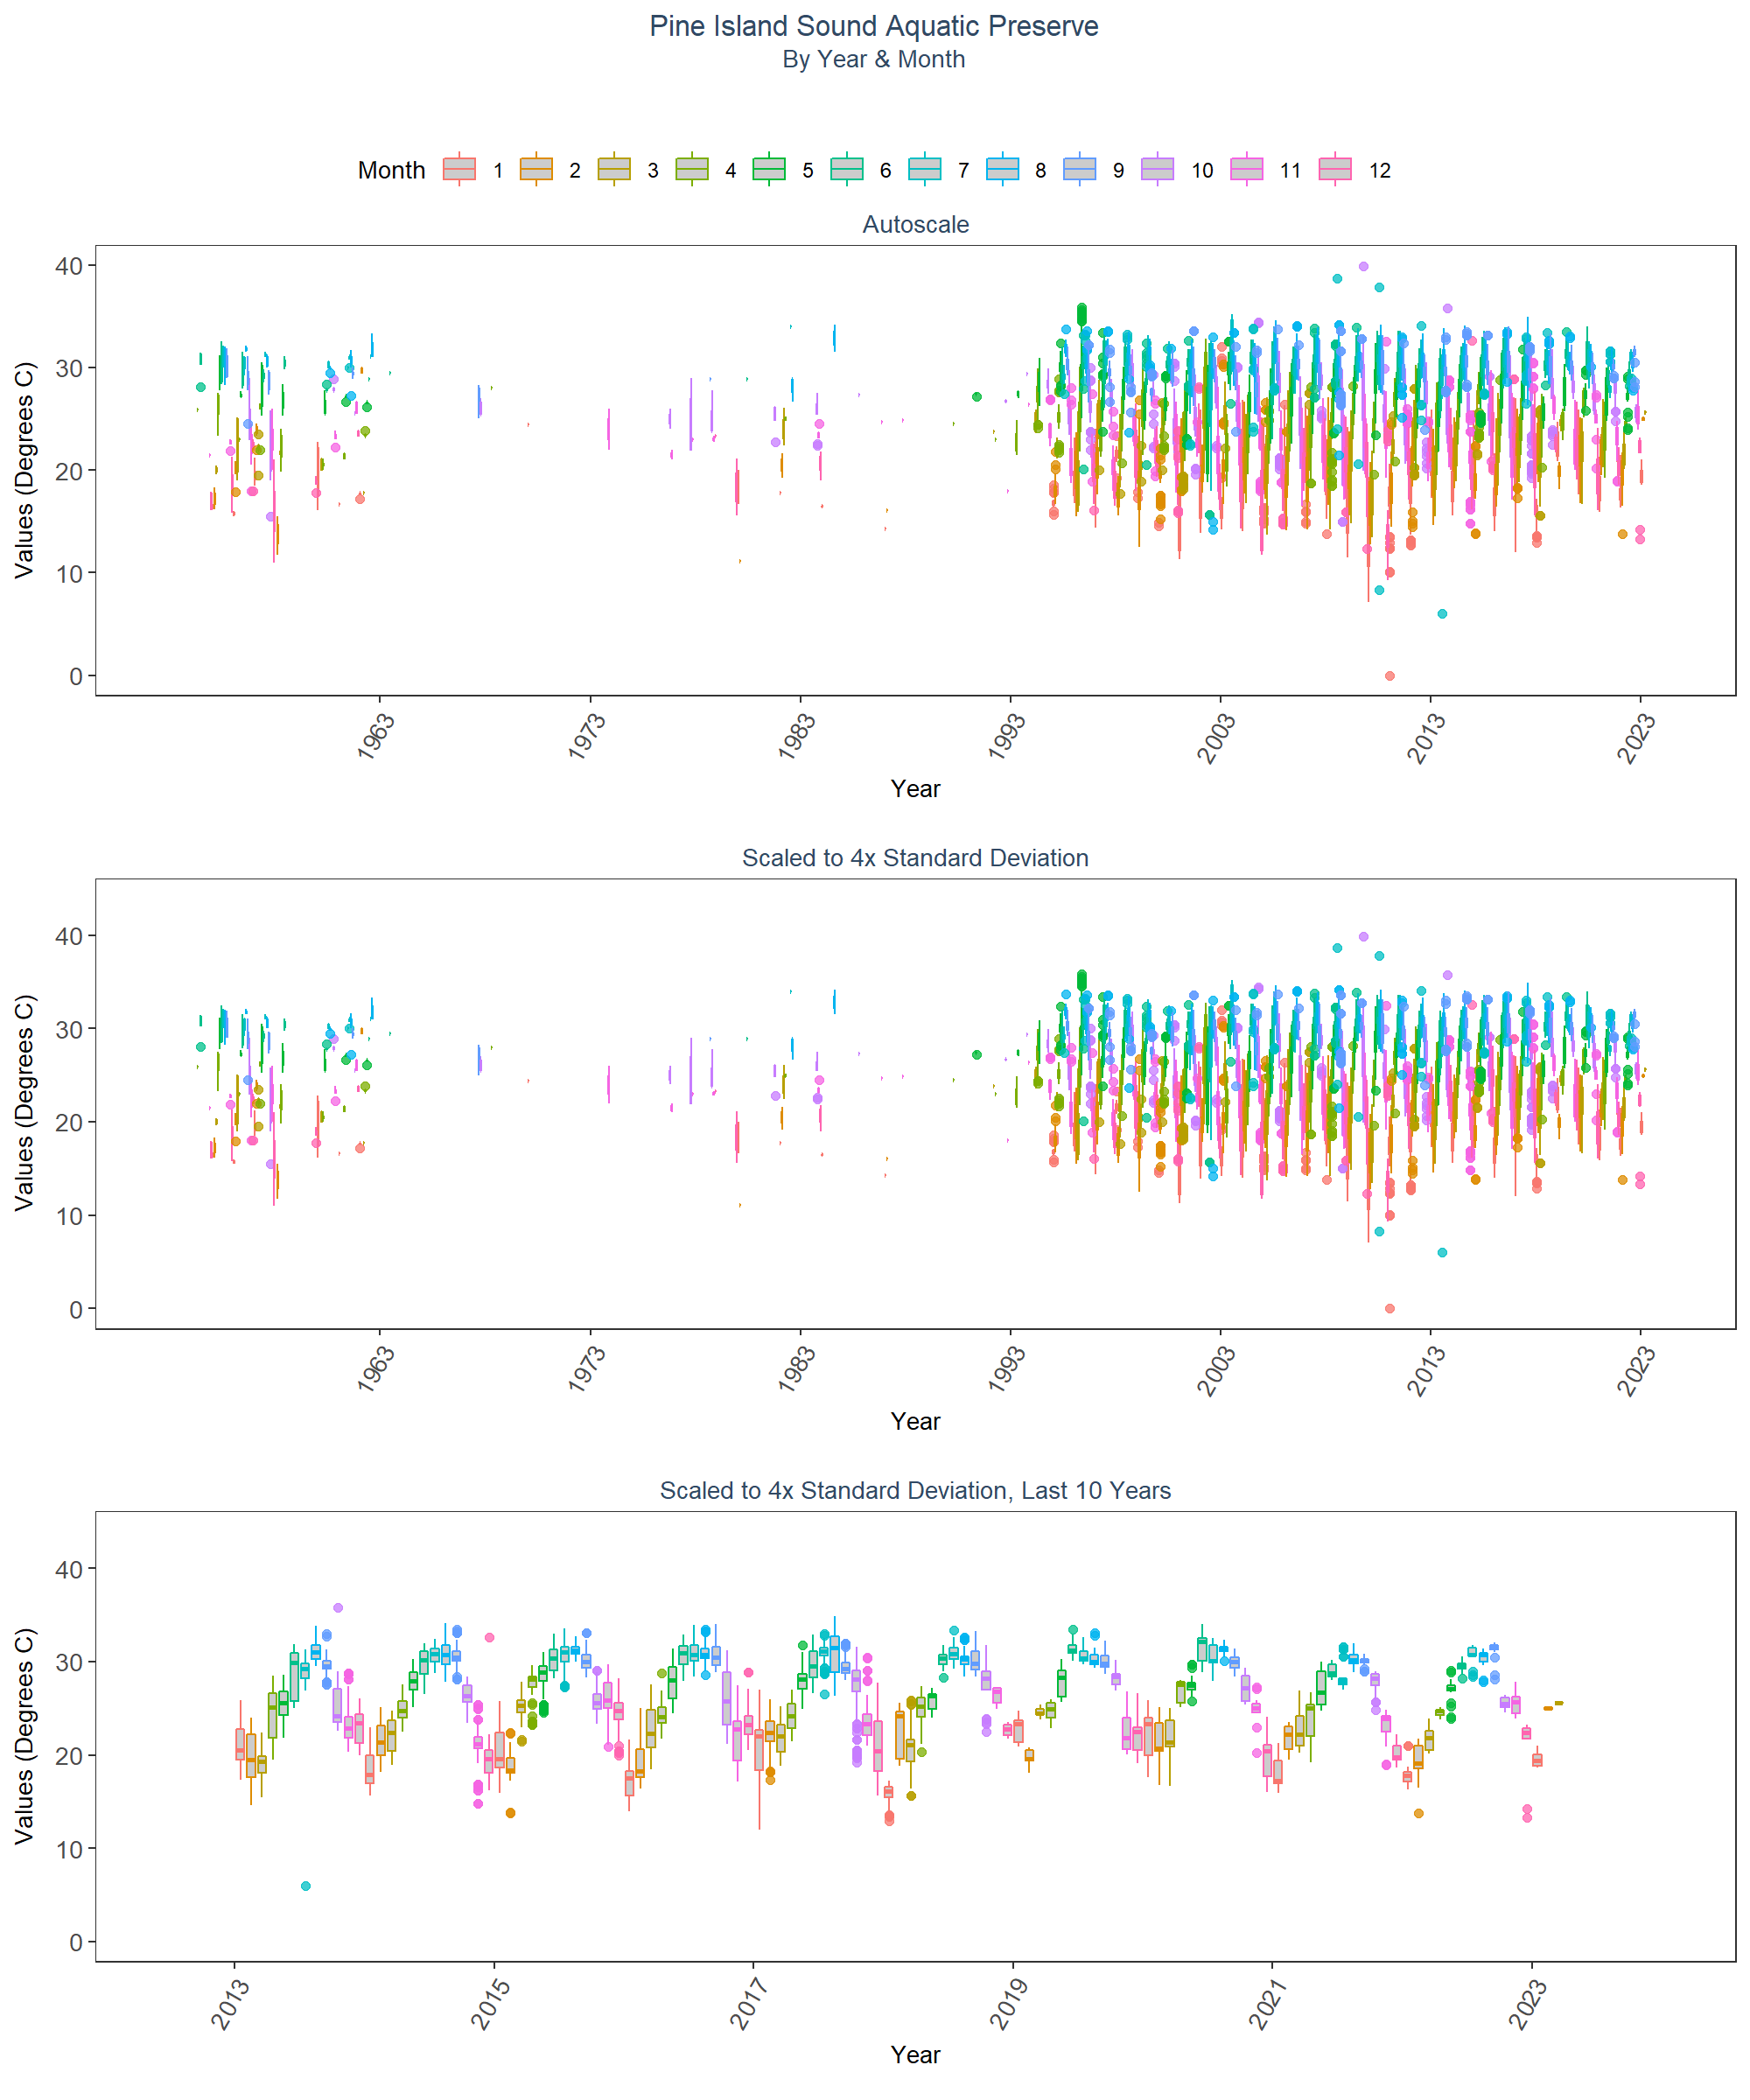 Pine Island Sound Aquatic Preserve
By Year & Month
Month 1 2 3 4 5 6 7 8 9 10 11 12
Autoscale
Values (Degrees C)
40
30
20
10
0
1963 1973 1983 1993 2003 2013 2023
Year
Scaled to 4x Standard Deviation
Values (Degrees C)
40
30
20
10
0
1963 1973 1983 1993 2003 2013 2023
Year
Scaled to 4x Standard Deviation, Last 10 Years
Values (Degrees C)
40
30
20
10
0
2013 2015 2017 2019 2021 2023
Year